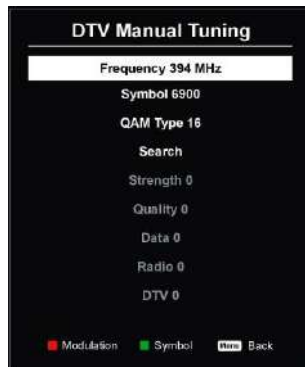 DTV Manual Tuning
Frequency 394 MHz
Symbol 6900
QAM Type 16
Search
Strength 0
Quality 0
Data 0
Radio 0
DTV 0
Modulation Symbol Menu Back